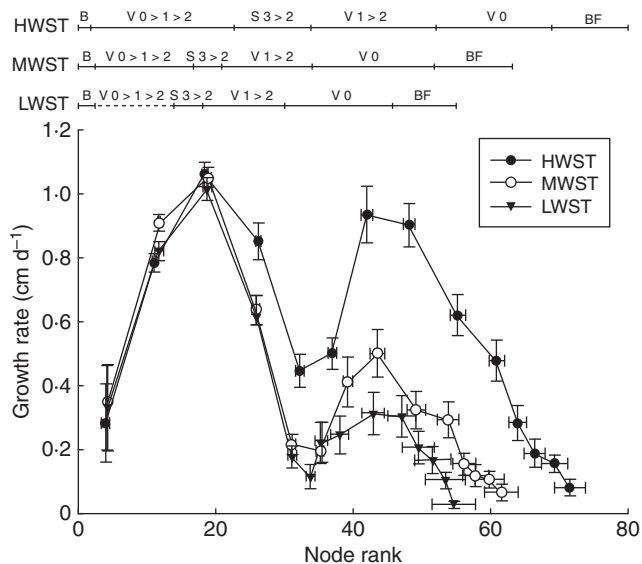 B V 0 > 1 > 2 S 3 > 2 V 1 > 2 V 0 BF
HWST
B V 0 > 1 > 2 S 3 > 2 V 1 > 2 V 0 BF
MWST
B V 0 > 1 > 2 S 3 > 2 V 1 > 2 V 0 BF
LWST
1·2
1·0
0·8
0·6
0·4
0·2
0
Growth rate (cm d⁻¹)
HWST
MWST
LWST
0 20 40 60 80
Node rank